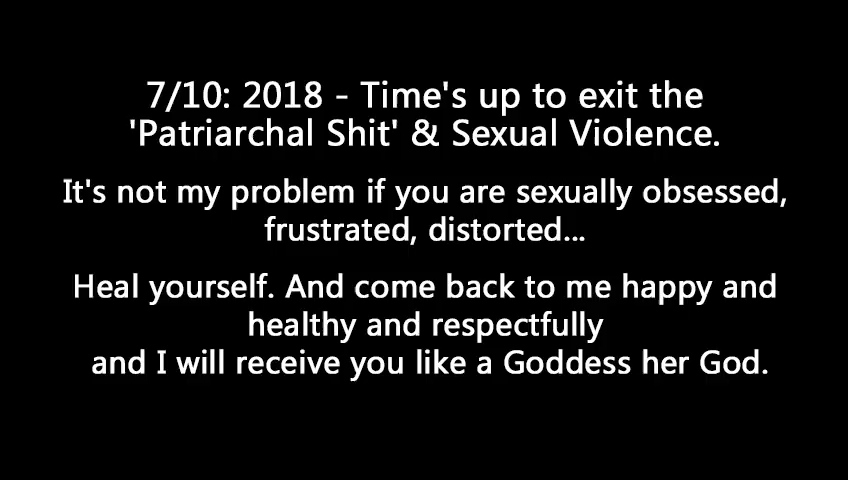 7/10: 2018 - Time's up to exit the
'Patriarchal Shit' & Sexual Violence.
It's not my problem if you are sexually obsessed,
frustrated, distorted...
Heal yourself. And come back to me happy and
healthy and respectfully
and I will receive you like a Goddess her God.